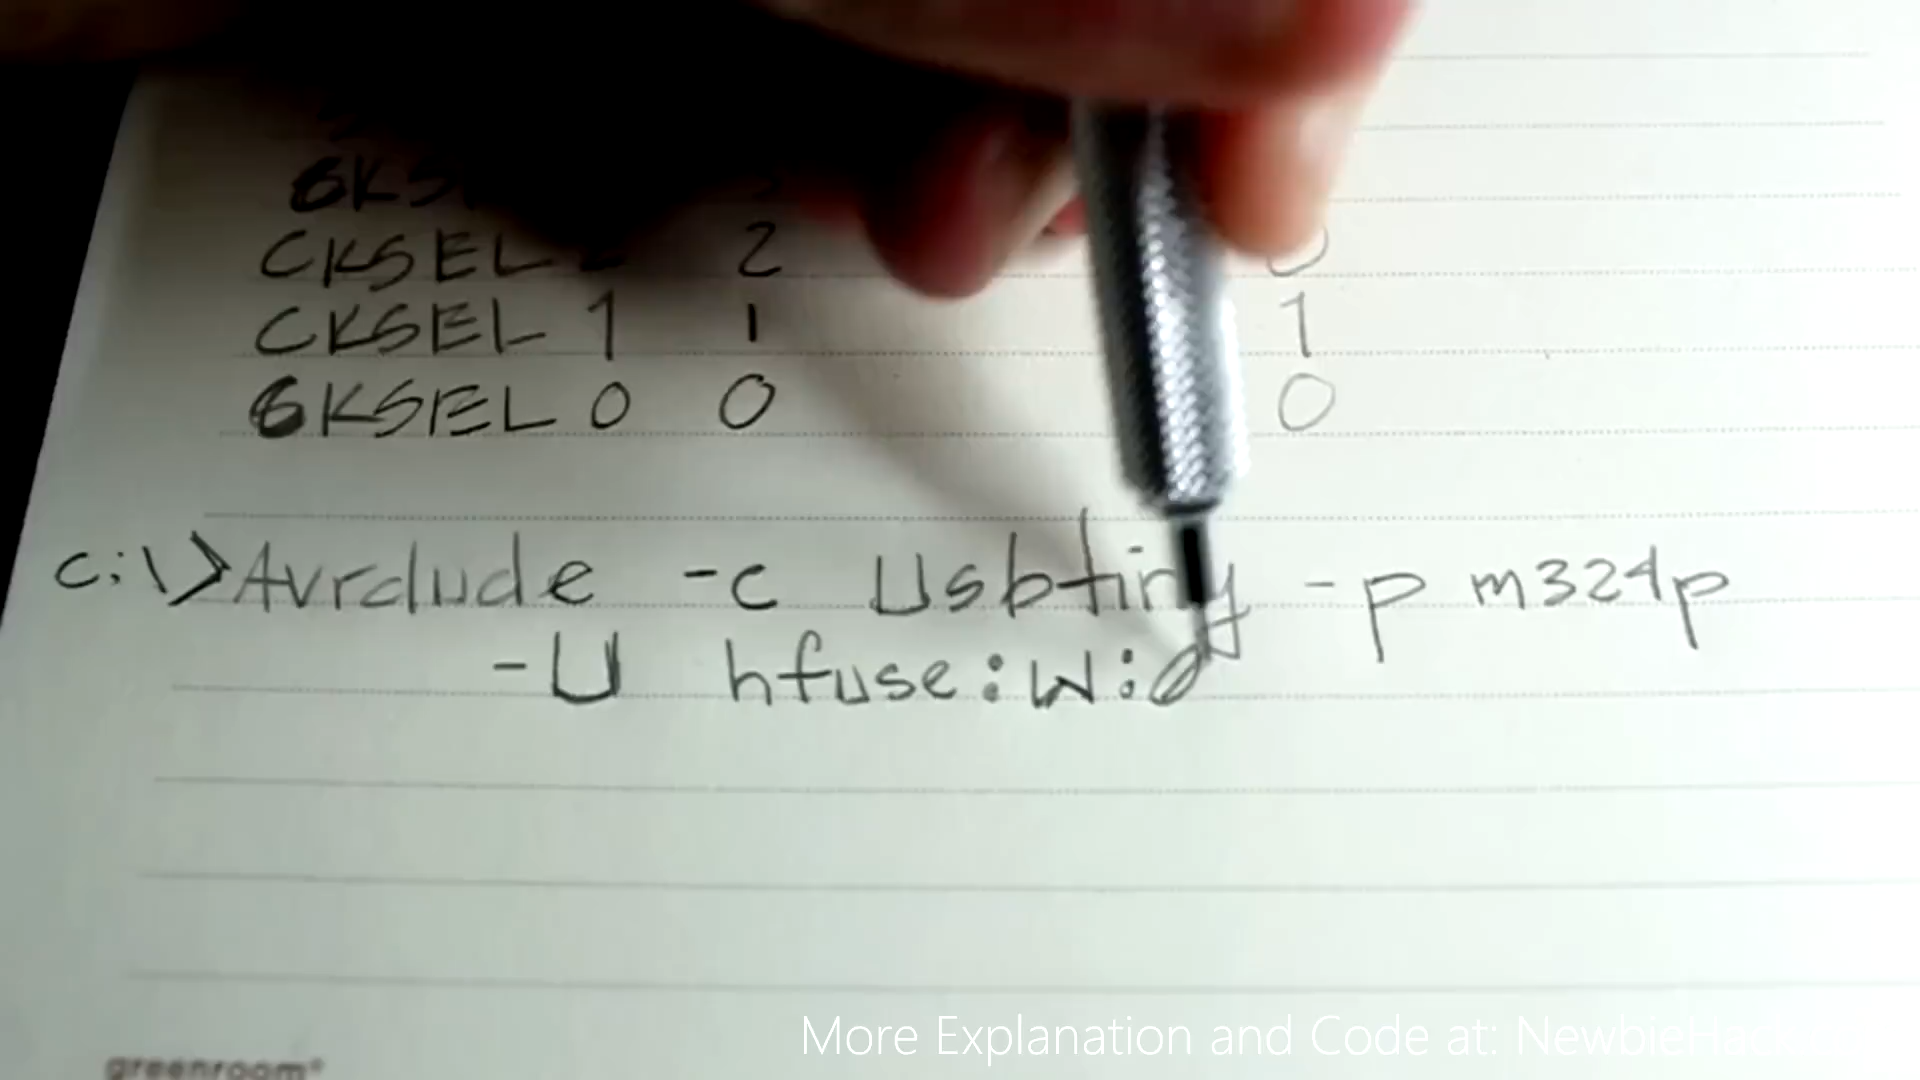 CKSEL 2
CKSEL 1 1 1
CKSEL 0 0 0
C:\>Avrdude -c Usbtiny -p m324p
-U hfuse:w:0
greenroom®
More Explanation and Code at: